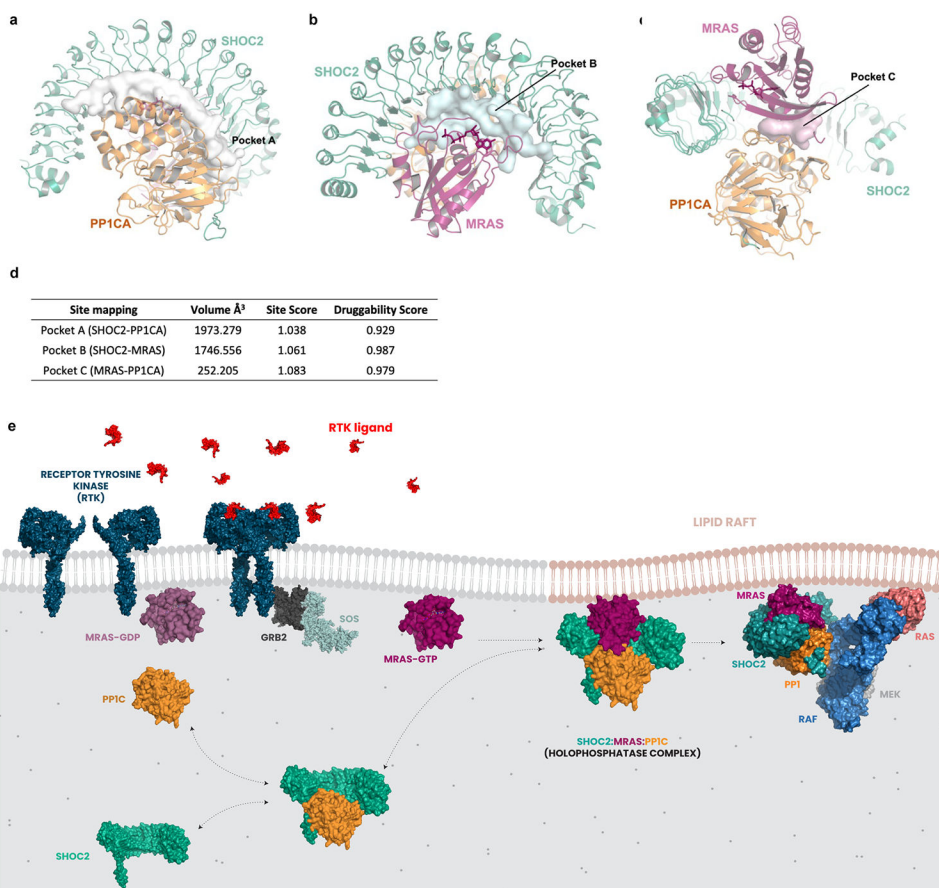 a
SHOC2
Pocket A
PP1CA
b
SHOC2
Pocket B
MRAS
c
MRAS
Pocket C
SHOC2
PP1CA
d
Site mapping Volume Å³ Site Score Druggability Score
Pocket A (SHOC2-PP1CA) 1973.279 1.038 0.929
Pocket B (SHOC2-MRAS) 1746.556 1.061 0.987
Pocket C (MRAS-PP1CA) 252.205 1.083 0.979
e
RTK ligand
RECEPTOR TYROSINE
KINASE
(RTK)
LIPID RAFT
MRAS-GDP
GRB2
SOS
MRAS-GTP
MRAS
RAS
SHOC2
PP1
MEK
RAF
PP1C
SHOC2:MRAS:PP1C
(HOLOPHOSPHATASE COMPLEX)
SHOC2